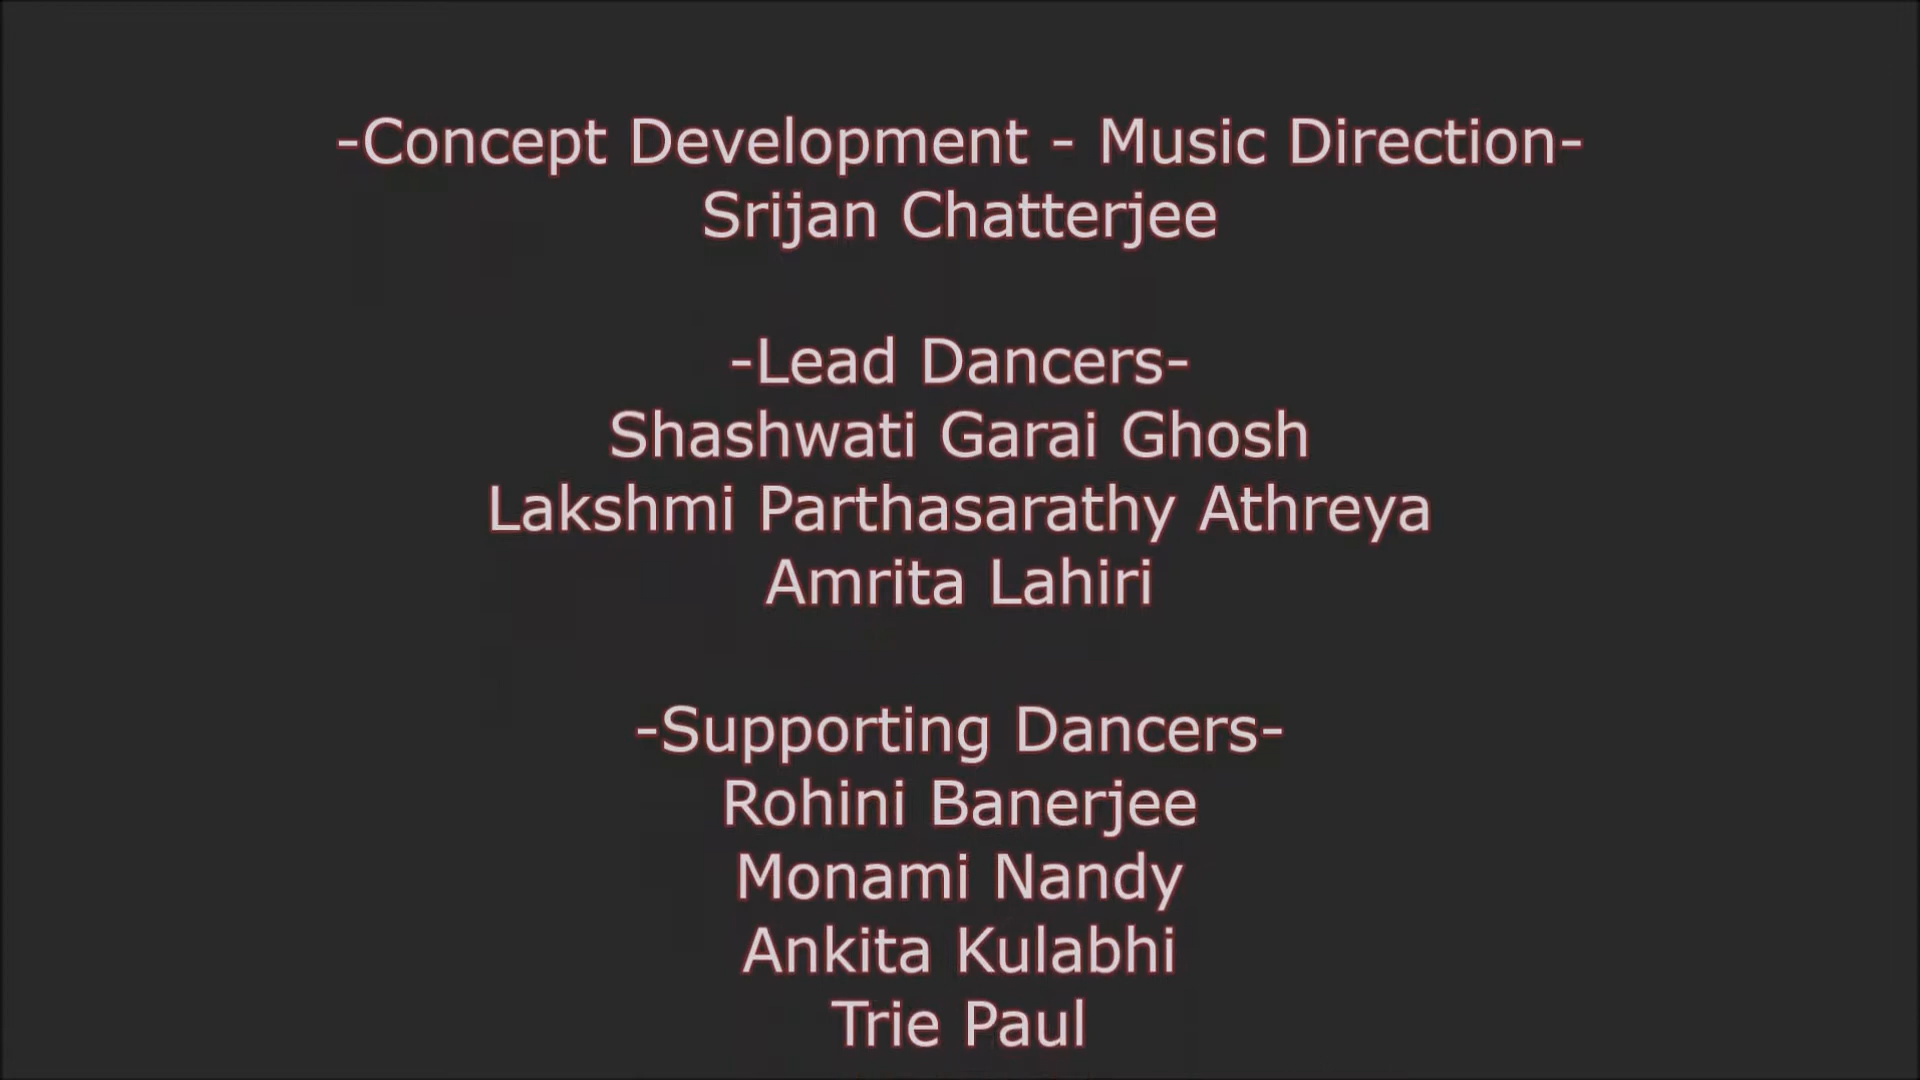 -Concept Development - Music Direction-
Srijan Chatterjee
-Lead Dancers-
Shashwati Garai Ghosh
Lakshmi Parthasarathy Athreya
Amrita Lahiri
-Supporting Dancers-
Rohini Banerjee
Monami Nandy
Ankita Kulabhi
Trie Paul